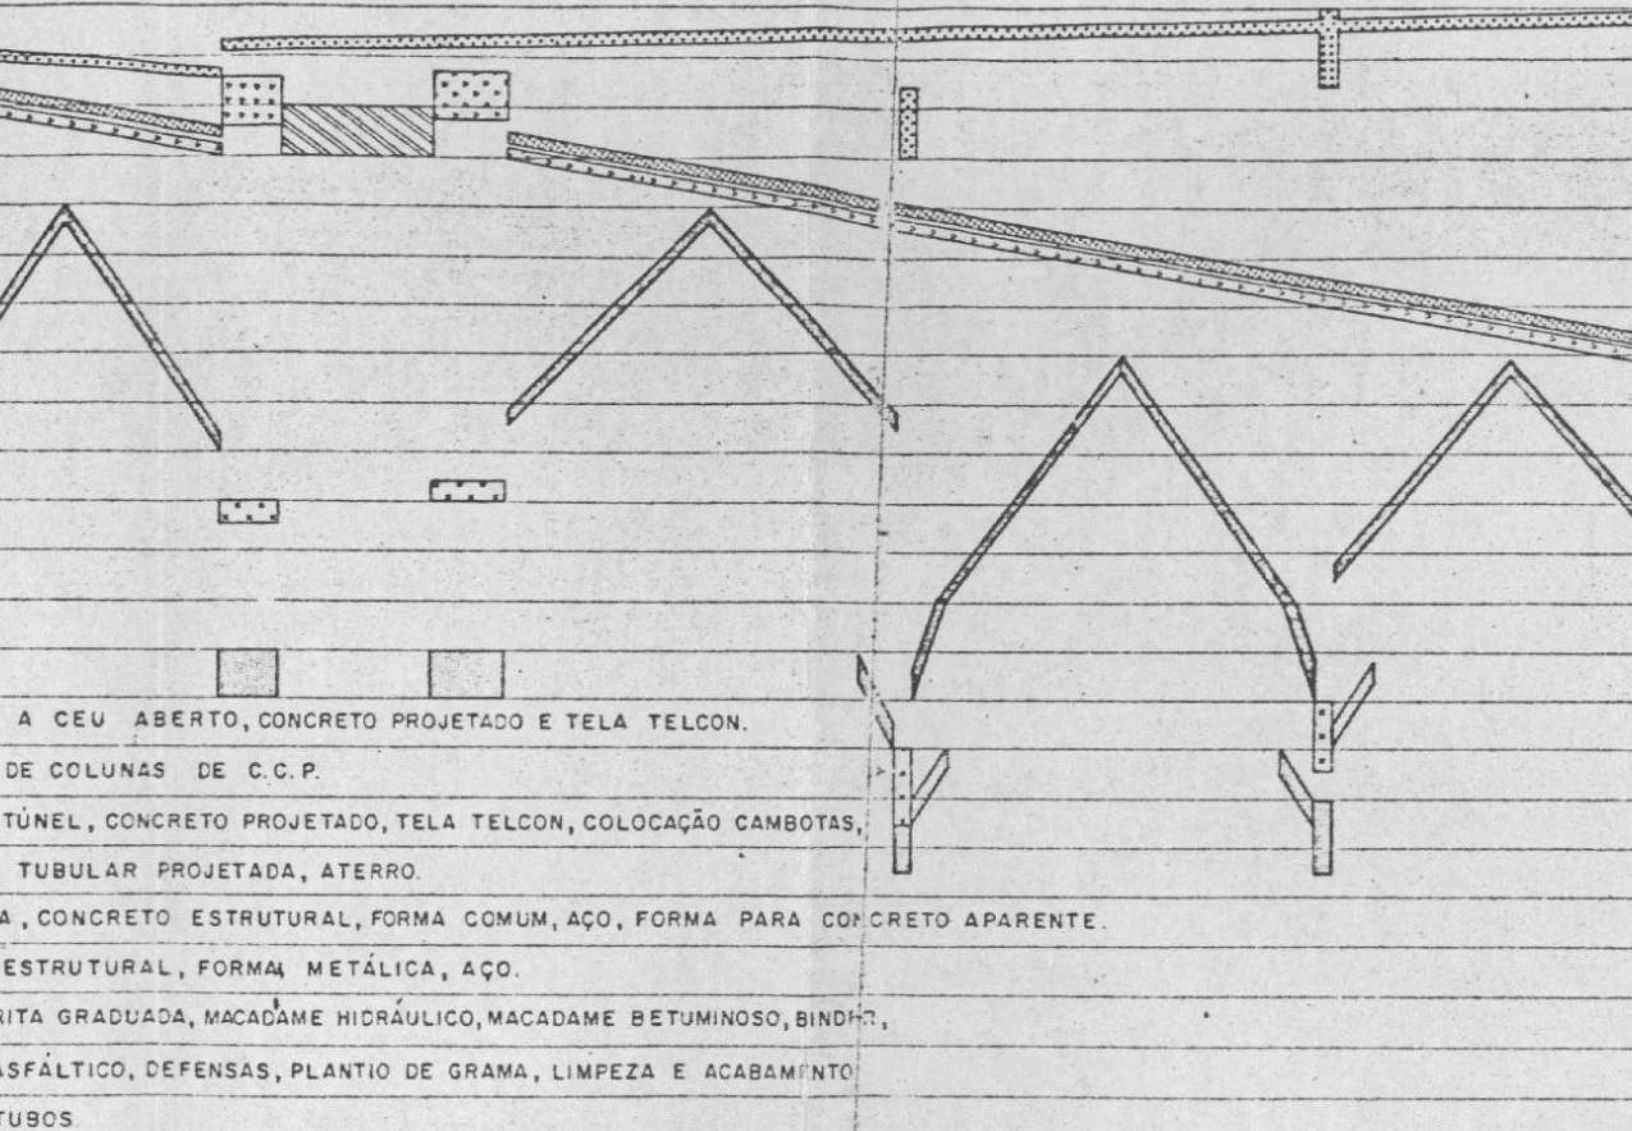 A CEU ABERTO, CONCRETO PROJETADO E TELA TELCON.
DE COLUNAS DE C.C.P.
TÚNEL, CONCRETO PROJETADO, TELA TELCON, COLOCAÇÃO CAMBOTAS,
TUBULAR PROJETADA, ATERRO.
A, CONCRETO ESTRUTURAL, FORMA COMUM, AÇO, FORMA PARA CONCRETO APARENTE.
ESTRUTURAL, FORMA METÁLICA, AÇO.
RITA GRADUADA, MACADAME HIDRÁULICO, MACADAME BETUMINOSO, BINDER,
ASFÁLTICO, DEFENSAS, PLANTIO DE GRAMA, LIMPEZA E ACABAMENTO
TUBOS